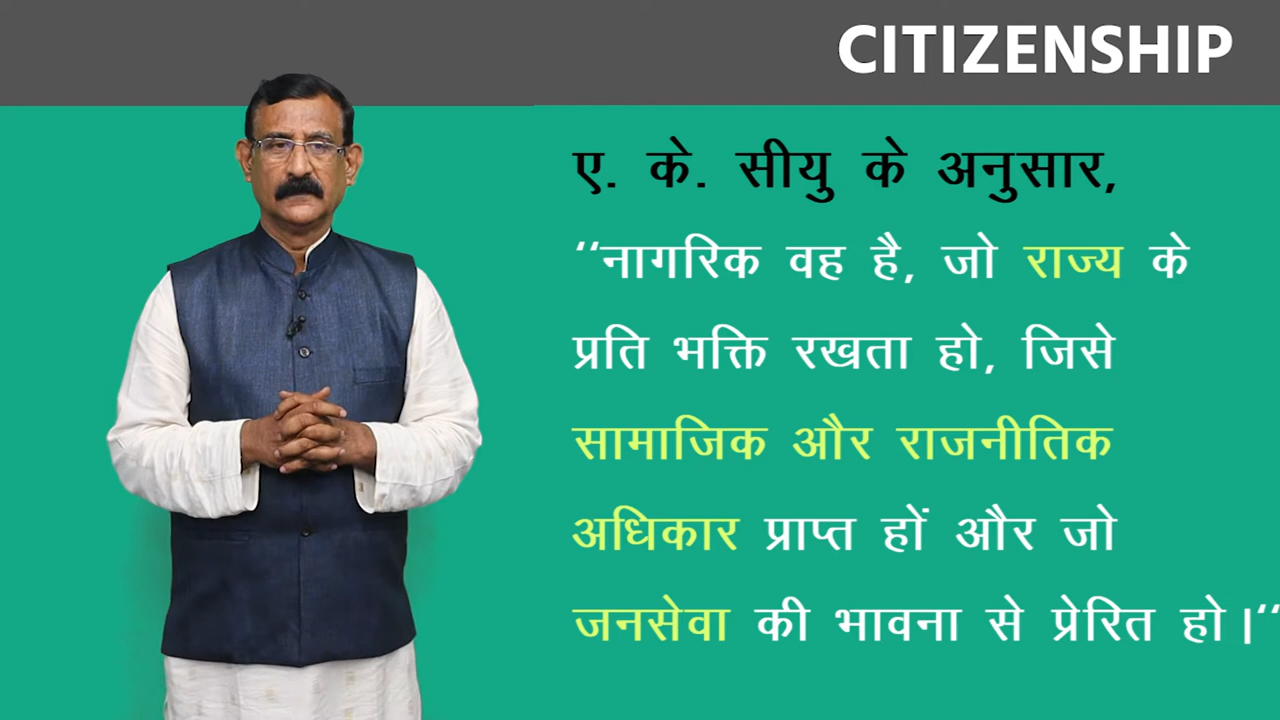 CITIZENSHIP
ए. के. सीयु के अनुसार,
‘‘नागरिक वह है, जो राज्य के
प्रति भक्ति रखता हो, जिसे
सामाजिक और राजनीतिक
अधिकार प्राप्त हों और जो
जनसेवा की भावना से प्रेरित हो।‘‘